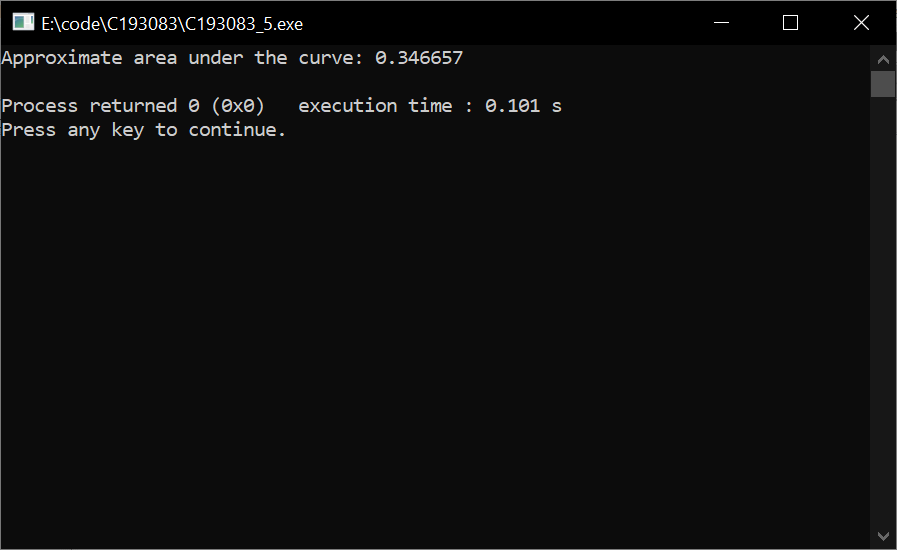 E:\code\C193083\C193083_5.exe
Approximate area under the curve: 0.346657
Process returned 0 (0x0)   execution time : 0.101 s
Press any key to continue.